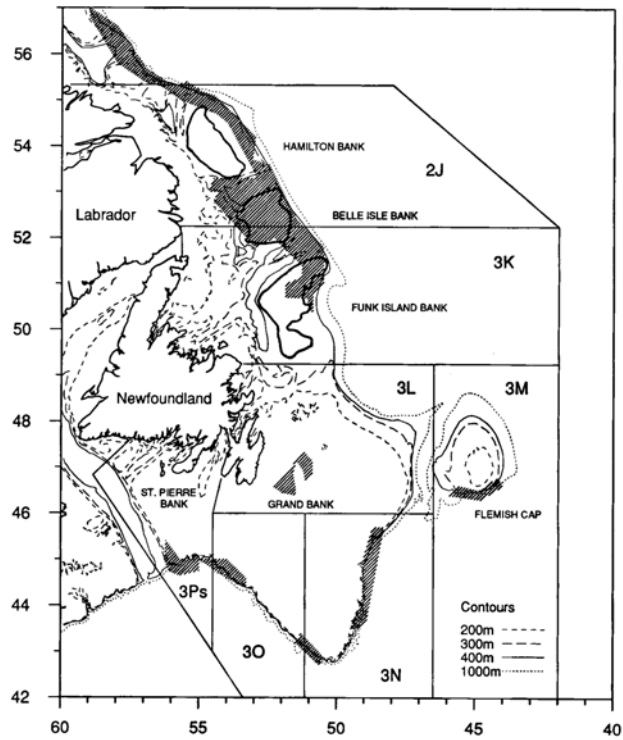 56
54
52
50
48
46
44
42
HAMILTON BANK
2J
Labrador
BELLE ISLE BANK
3K
FUNK ISLAND BANK
3L
3M
Newfoundland
ST. PIERRE
BANK
GRAND BANK
FLEMISH CAP
3Ps
3O
3N
Contours
200m
300m
400m
1000m
60
55
50
45
40